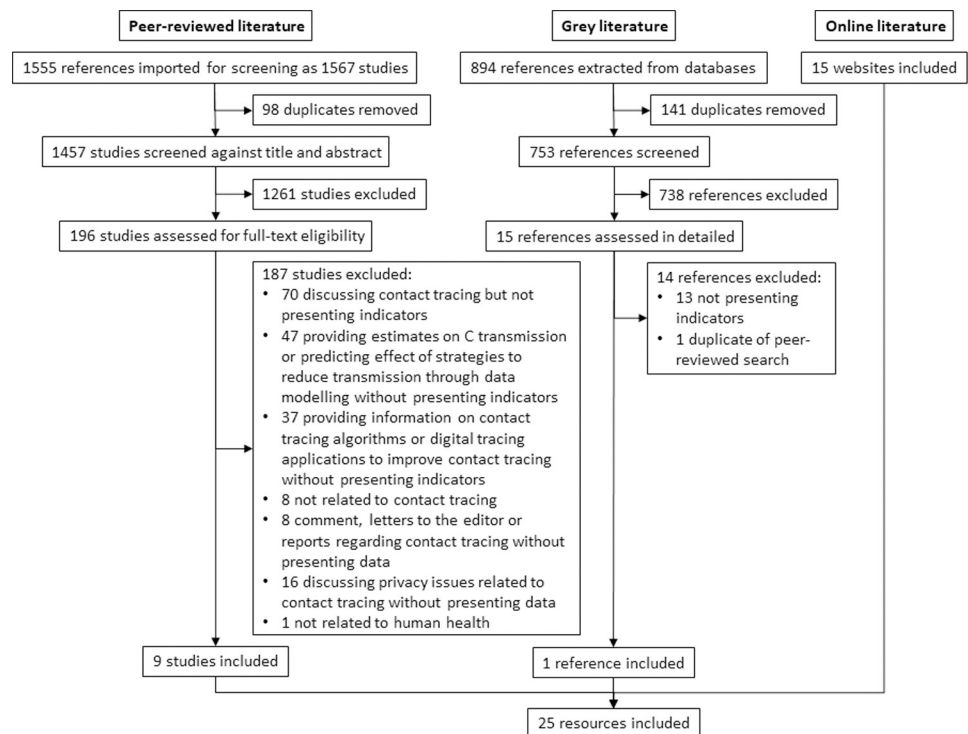 Peer-reviewed literature
1555 references imported for screening as 1567 studies
98 duplicates removed
1457 studies screened against title and abstract
1261 studies excluded
196 studies assessed for full-text eligibility
187 studies excluded:
• 70 discussing contact tracing but not
presenting indicators
• 47 providing estimates on C transmission
or predicting effect of strategies to
reduce transmission through data
modelling without presenting indicators
• 37 providing information on contact
tracing algorithms or digital tracing
applications to improve contact tracing
without presenting indicators
• 8 not related to contact tracing
• 8 comment, letters to the editor or
reports regarding contact tracing without
presenting data
• 16 discussing privacy issues related to
contact tracing without presenting data
• 1 not related to human health
9 studies included
Grey literature
894 references extracted from databases
141 duplicates removed
753 references screened
738 references excluded
15 references assessed in detailed
14 references excluded:
• 13 not presenting
indicators
• 1 duplicate of peer-
reviewed search
1 reference included
Online literature
15 websites included
25 resources included